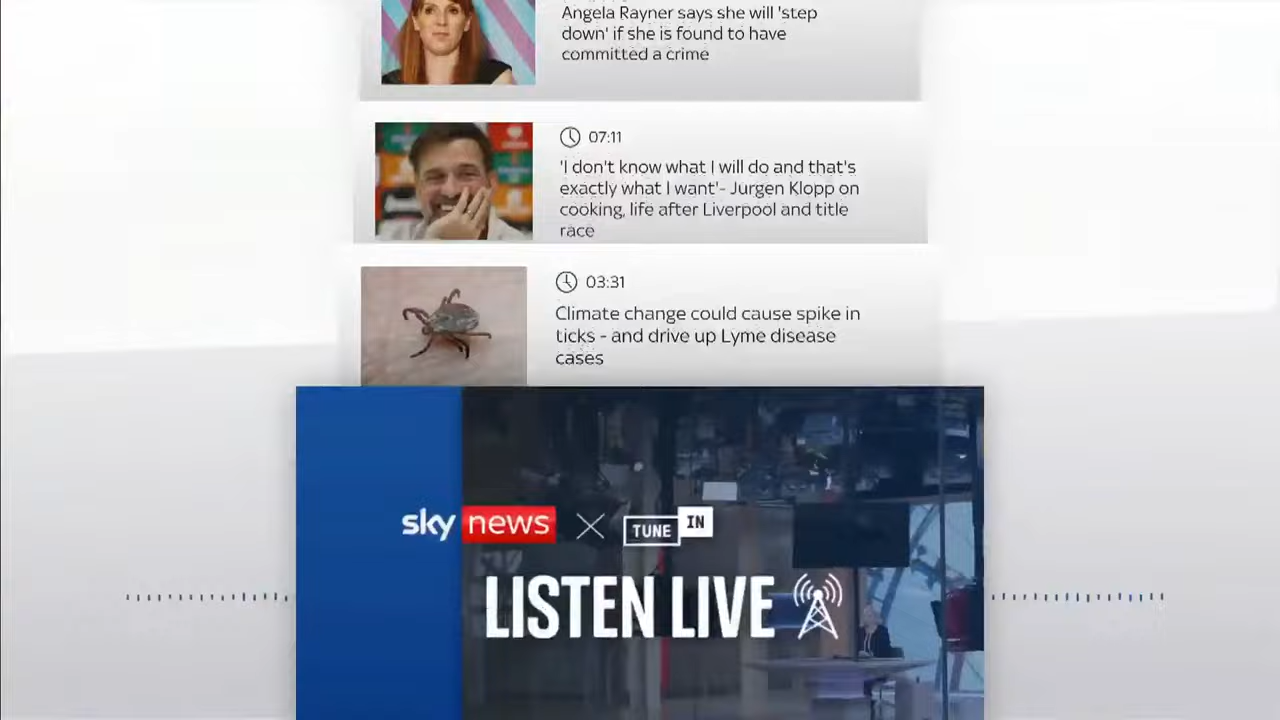 Angela Rayner says she will 'step
down' if she is found to have
committed a crime
07:11
'I don't know what I will do and that's
exactly what I want'- Jurgen Klopp on
cooking, life after Liverpool and title
race
03:31
Climate change could cause spike in
ticks - and drive up Lyme disease
cases
sky news X TUNE IN
LISTEN LIVE